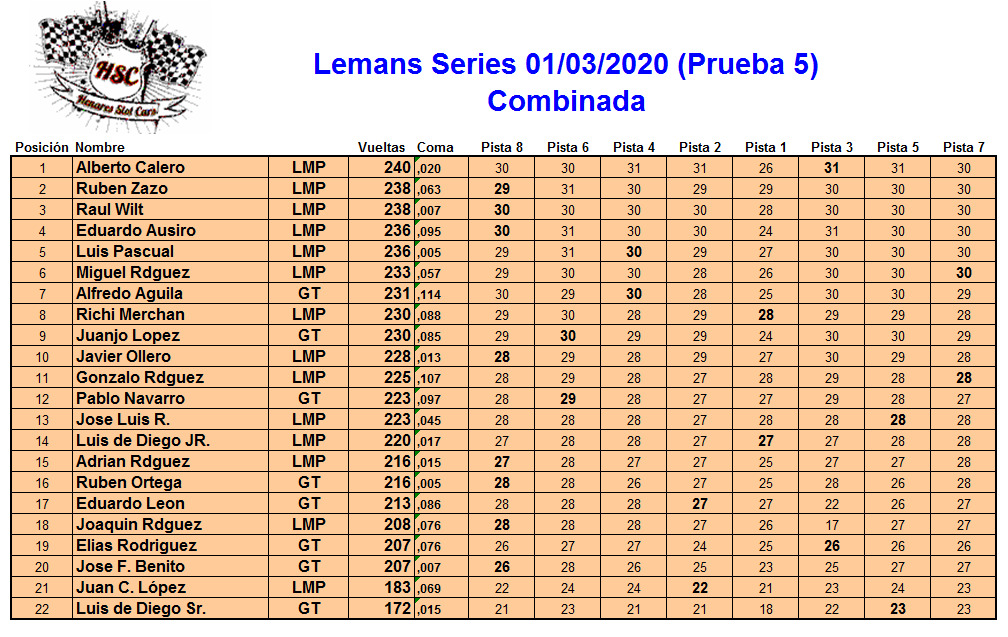 HSC
Henares Slot Cars
Lemans Series 01/03/2020 (Prueba 5)
Combinada
Posición Nombre Vueltas Coma Pista 8 Pista 6 Pista 4 Pista 2 Pista 1 Pista 3 Pista 5 Pista 7
1 Alberto Calero LMP 240 ,020 30 30 31 31 26 31 31 30
2 Ruben Zazo LMP 238 ,063 29 31 30 29 29 30 30 30
3 Raul Wilt LMP 238 ,007 30 30 30 30 28 30 30 30
4 Eduardo Ausiro LMP 236 ,095 30 31 30 30 24 31 30 30
5 Luis Pascual LMP 236 ,005 29 31 30 29 27 30 30 30
6 Miguel Rdguez LMP 233 ,057 29 30 30 28 26 30 30 30
7 Alfredo Aguila GT 231 ,114 30 29 30 28 25 30 30 29
8 Richi Merchan LMP 230 ,088 29 30 28 29 28 29 29 28
9 Juanjo Lopez GT 230 ,085 29 30 29 29 24 30 30 29
10 Javier Ollero LMP 228 ,013 28 29 28 29 27 30 29 28
11 Gonzalo Rdguez LMP 225 ,107 28 29 28 27 28 29 28 28
12 Pablo Navarro GT 223 ,097 28 29 28 27 27 29 28 27
13 Jose Luis R. LMP 223 ,045 28 28 28 27 28 28 28 28
14 Luis de Diego JR. LMP 220 ,017 27 28 28 27 27 27 28 28
15 Adrian Rdguez LMP 216 ,015 27 28 27 27 25 27 27 28
16 Ruben Ortega GT 216 ,005 28 28 26 27 25 28 26 28
17 Eduardo Leon GT 213 ,086 28 28 28 27 27 22 26 27
18 Joaquin Rdguez LMP 208 ,076 28 28 28 27 26 17 27 27
19 Elias Rodriguez GT 207 ,076 26 27 27 24 25 26 26 26
20 Jose F. Benito GT 207 ,007 26 28 26 25 23 25 27 27
21 Juan C. López LMP 183 ,069 22 24 24 22 21 23 24 23
22 Luis de Diego Sr. GT 172 ,015 21 23 21 21 18 22 23 23